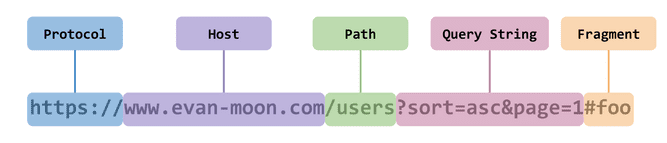 Protocol Host Path Query String Fragment
https://www.evan-moon.com/users?sort=asc&page=1#foo